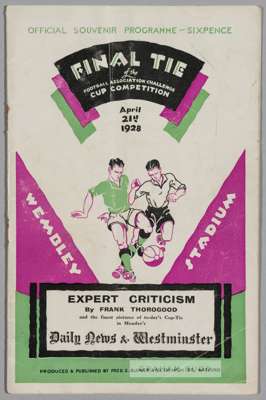 OFFICIAL SOUVENIR PROGRAMME-SIXPENCE
FINAL TIE
of the
FOOTBALL ASSOCIATION CHALLENGE
CUP COMPETITION
April
21st
1928
WEMBLEY
STADIUM
EXPERT CRITICISM
By FRANK THOROGOOD
and the finest pictures of to-day's Cup-Tie
in Monday's
Daily News & Westminster
PRODUCED & PUBLISHED BY FRED E.